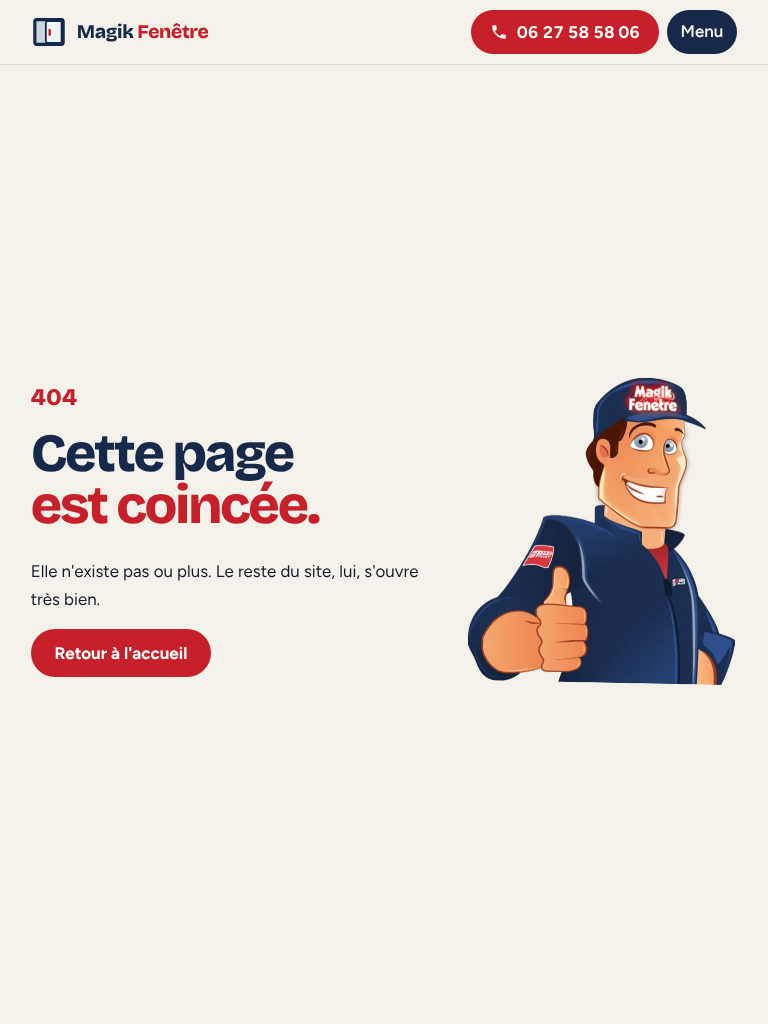 Magik Fenêtre
06 27 58 58 06
Menu
404
Cette page
est coincée.
Elle n'existe pas ou plus. Le reste du site, lui, s'ouvre
très bien.
Retour à l'accueil
Magik
Fenetre